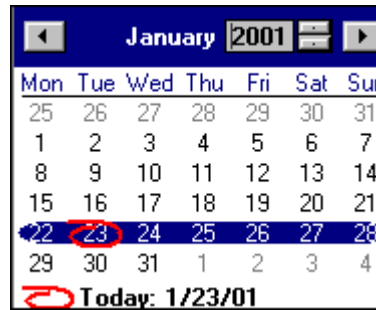 January 2001
Mon Tue Wed Thu Fri Sat Sun
25 26 27 28 29 30 31
1 2 3 4 5 6 7
8 9 10 11 12 13 14
15 16 17 18 19 20 21
22 23 24 25 26 27 28
29 30 31 1 2 3 4
Today: 1/23/01